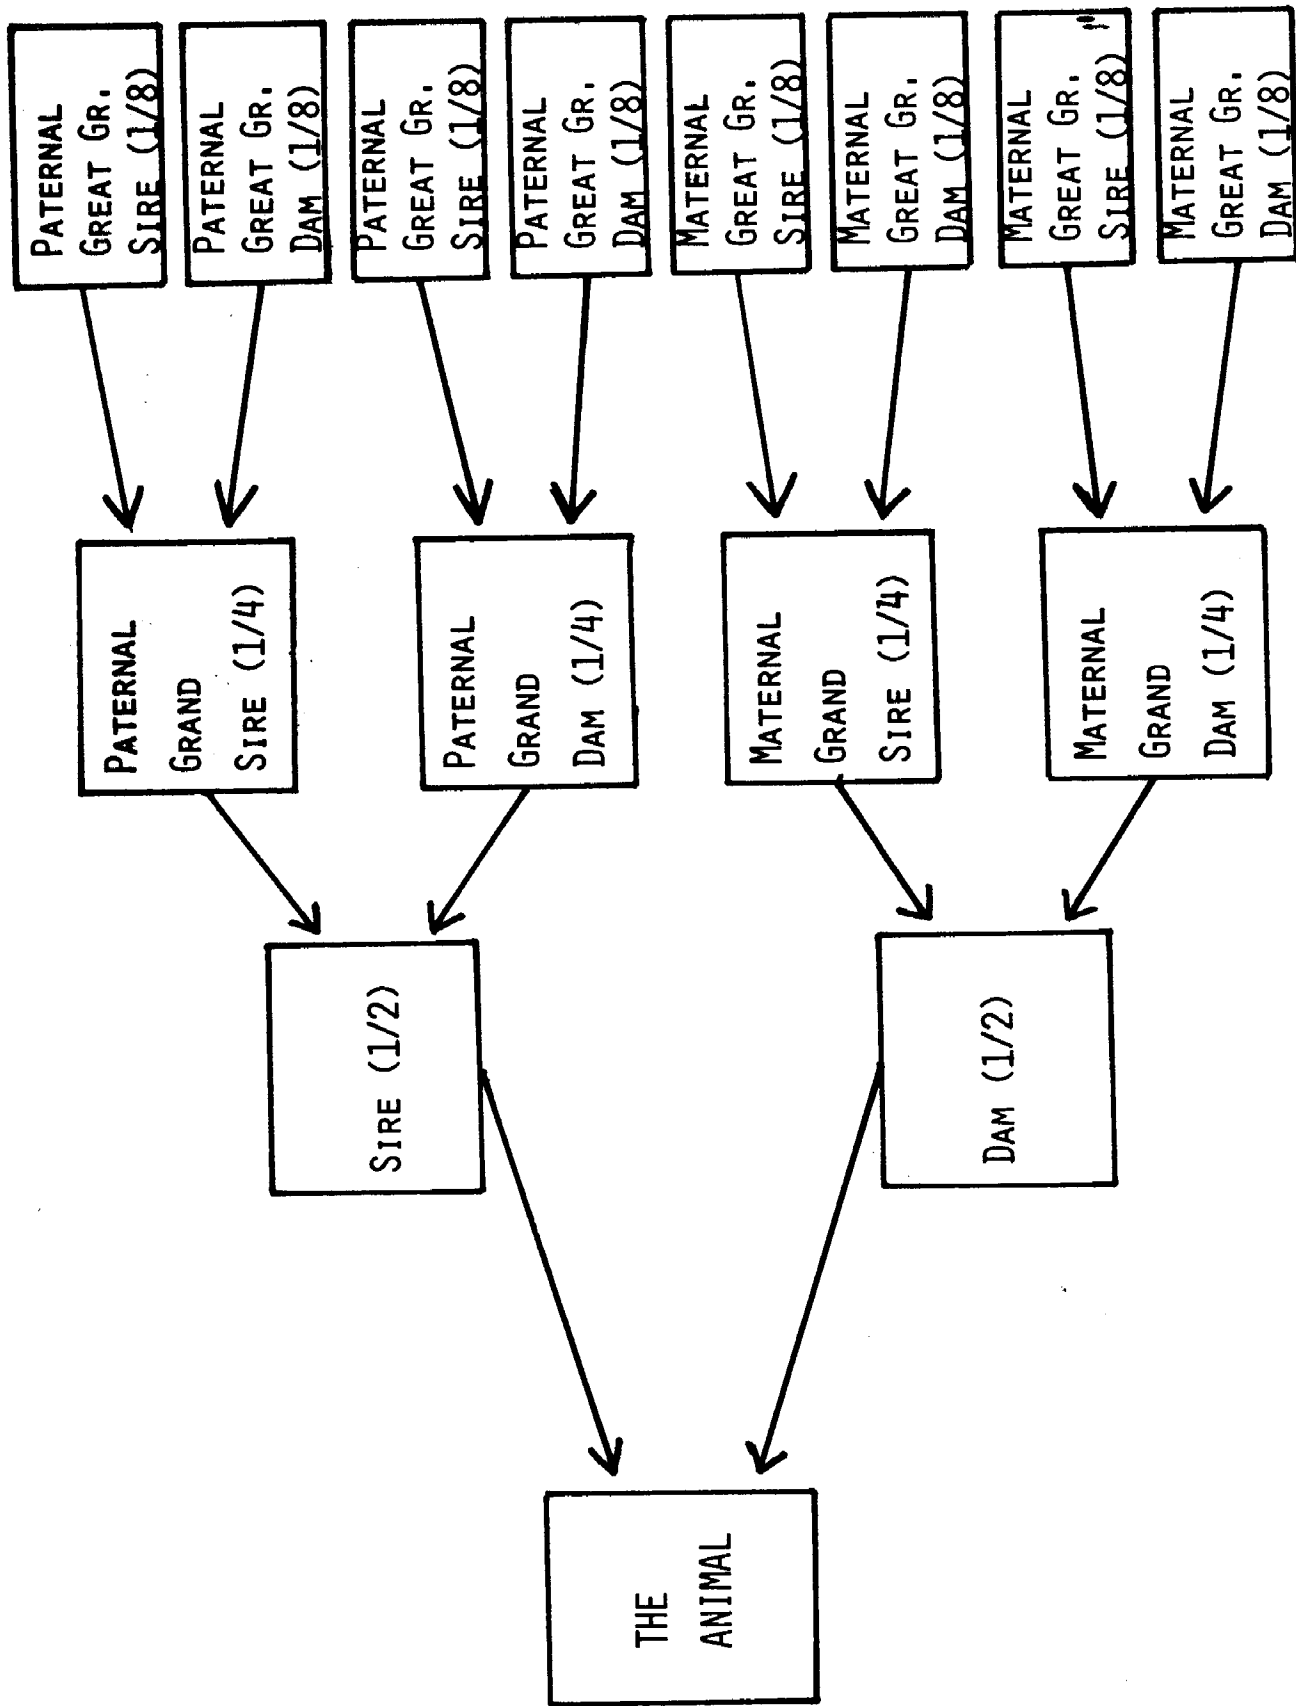 PATERNAL
GREAT GR.
SIRE (1/8)
PATERNAL
GREAT GR.
DAM (1/8)
PATERNAL
GREAT GR.
SIRE (1/8)
PATERNAL
GREAT GR.
DAM (1/8)
MATERNAL
GREAT GR.
SIRE (1/8)
MATERNAL
GREAT GR.
DAM (1/8)
MATERNAL
GREAT GR.
SIRE (1/8)
MATERNAL
GREAT GR.
DAM (1/8)
PATERNAL
GRAND
SIRE (1/4)
PATERNAL
GRAND
DAM (1/4)
MATERNAL
GRAND
SIRE (1/4)
MATERNAL
GRAND
DAM (1/4)
SIRE (1/2)
DAM (1/2)
THE
ANIMAL